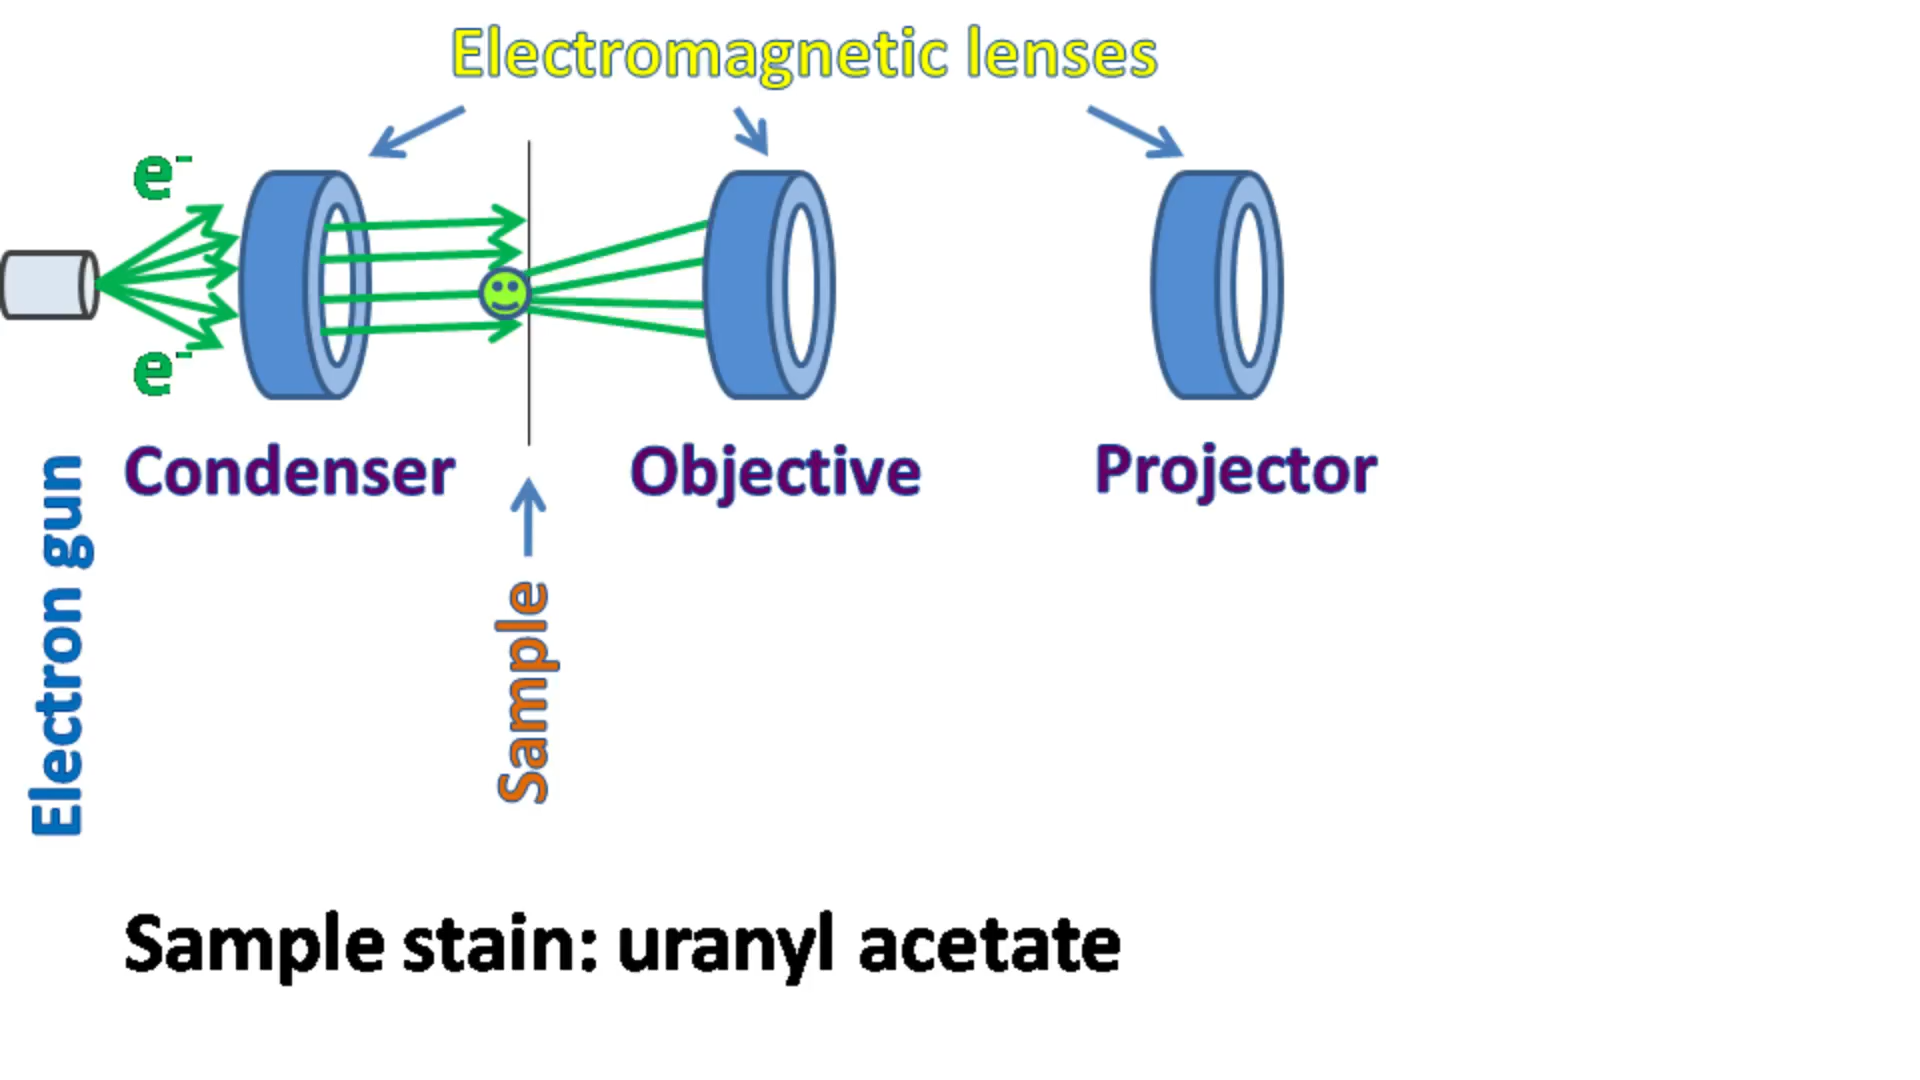 Electromagnetic lenses
e-
e-
Condenser
Objective
Projector
Electron gun
Sample
Sample stain: uranyl acetate